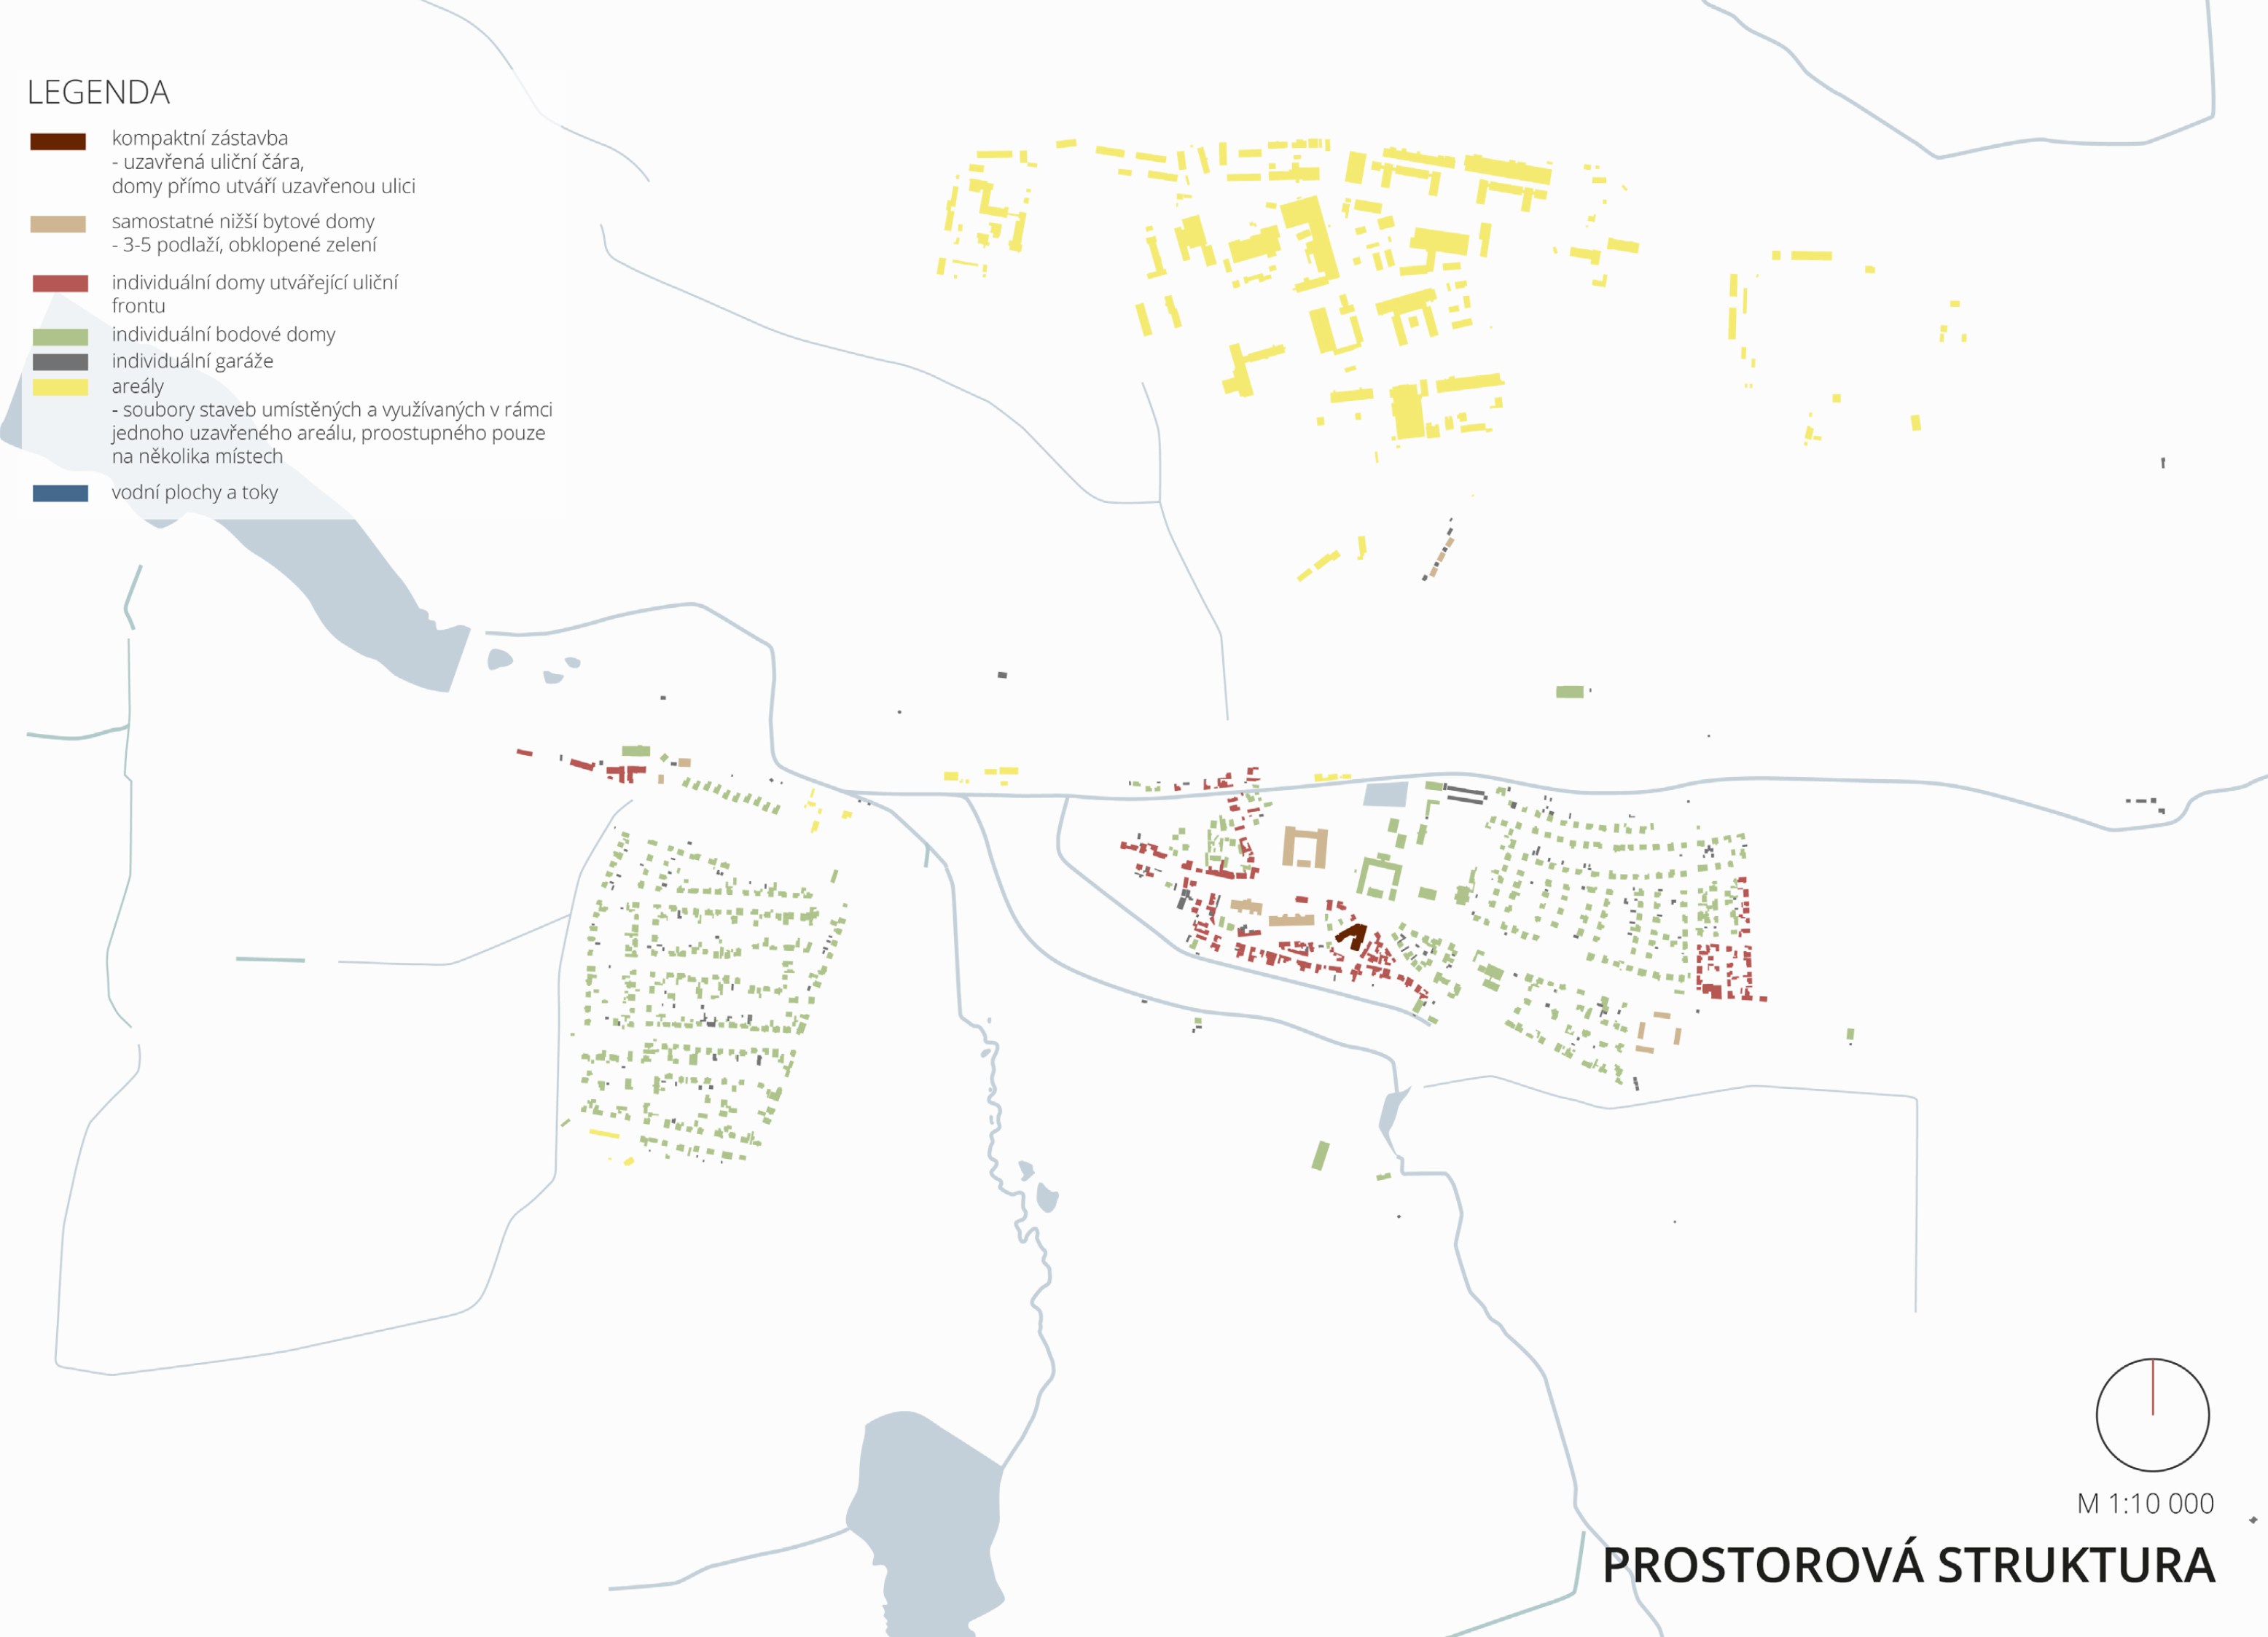 LEGENDA
kompaktní zástavba
- uzavřená uliční čára,
domy přímo utváří uzavřenou ulici
samostatné nižší bytové domy
- 3-5 podlaží, obklopené zelení
individuální domy utvářející uliční
frontu
individuální bodové domy
individuální garáže
areály
- soubory staveb umístěných a využívaných v rámci
jednoho uzavřeného areálu, proostupného pouze
na několika místech
vodní plochy a toky
M 1:10 000
PROSTOROVÁ STRUKTURA